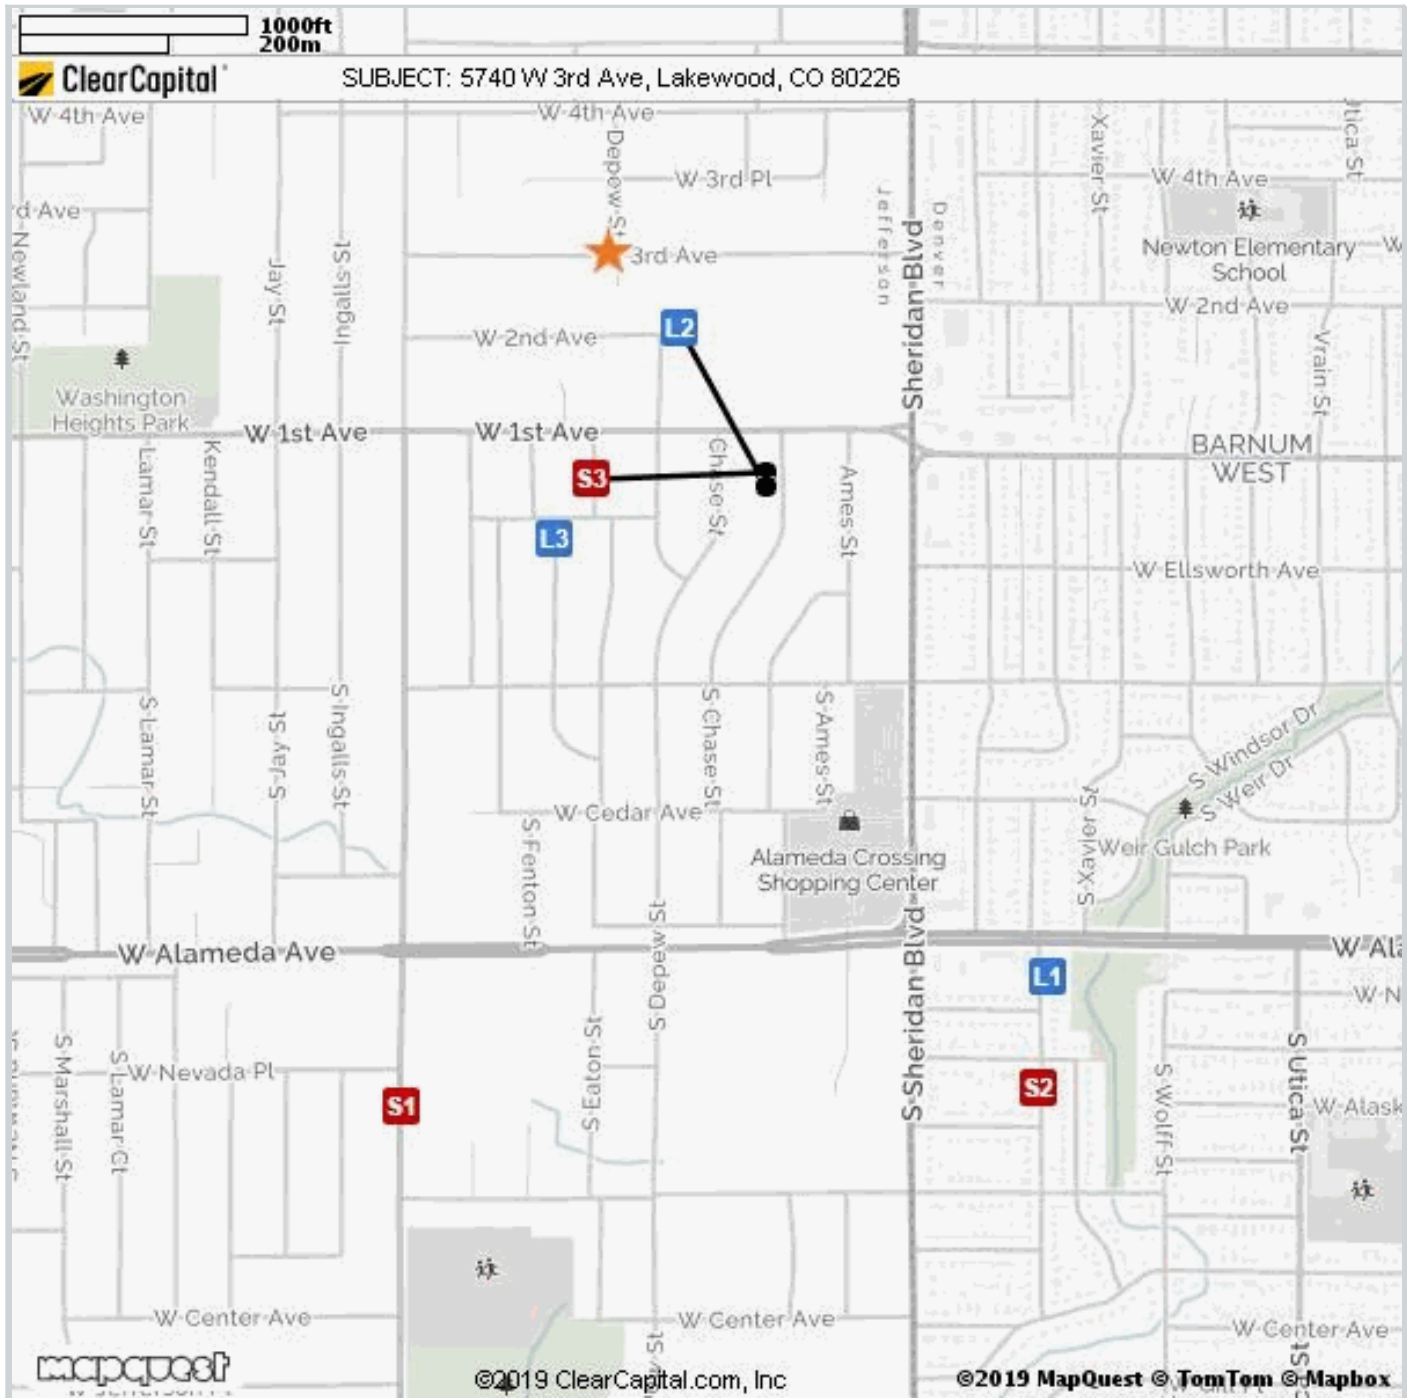 1000ft
200m
ClearCapital
SUBJECT: 5740 W 3rd Ave, Lakewood, CO 80226
W 4th Ave
W 4th Ave
Depew St
W 3rd Pl
Xavier St
tica St
W 4th Ave
d Ave
Newland St
Jay St
Ingalls St
3rd Ave
Jefferson
Denver
Sheridan Blvd
Newton Elementary
School
W 2nd Ave
L2
W 2nd Ave
Vrain St
Washington
Heights Park
W 1st Ave
W 1st Ave
BARNUM
WEST
Lamar St
Kendall St
S3
Chase St
Ames St
L3
W Ellsworth Ave
S Lamar St
S Jay St
S Ingalls St
S Chase St
S Ames St
S Windsor Dr
S Weir Dr
W Cedar Ave
S Xavier St
Weir Gulch Park
Alameda Crossing
Shopping Center
S Fenton St
S Depew St
S Sheridan Blvd
W Alameda Ave
W Ala
L1
W N
S Marshall St
S Lamar Ct
W Nevada Pl
S Eaton St
S1
S2
S Wolff St
S Utica St
W Alask
W Center Ave
W Center Ave
W Center Ave
mapquest
©2019 ClearCapital.com, Inc
©2019 MapQuest © TomTom © Mapbox